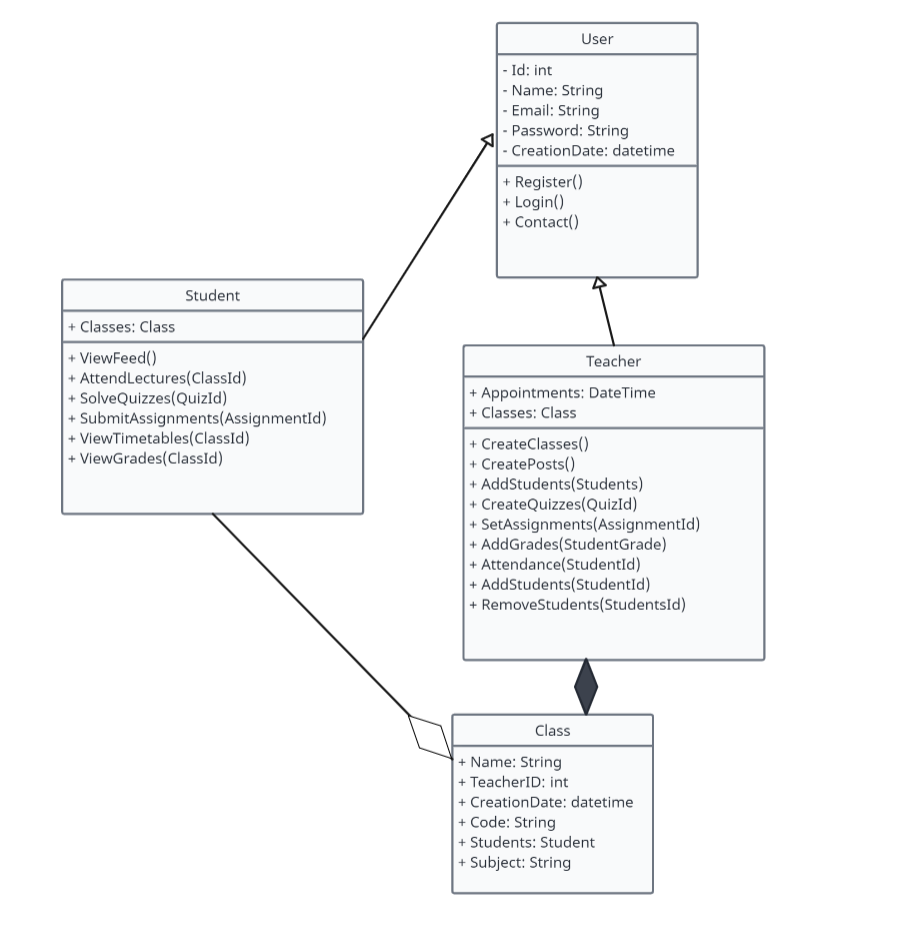 User
- Id: int
- Name: String
- Email: String
- Password: String
- CreationDate: datetime
+ Register()
+ Login()
+ Contact()
Student
+ Classes: Class
+ ViewFeed()
+ AttendLectures(ClassId)
+ SolveQuizzes(QuizId)
+ SubmitAssignments(AssignmentId)
+ ViewTimetables(ClassId)
+ ViewGrades(ClassId)
Teacher
+ Appointments: DateTime
+ Classes: Class
+ CreateClasses()
+ CreatePosts()
+ AddStudents(Students)
+ CreateQuizzes(QuizId)
+ SetAssignments(AssignmentId)
+ AddGrades(StudentGrade)
+ Attendance(StudentId)
+ AddStudents(StudentId)
+ RemoveStudents(StudentsId)
Class
+ Name: String
+ TeacherID: int
+ CreationDate: datetime
+ Code: String
+ Students: Student
+ Subject: String